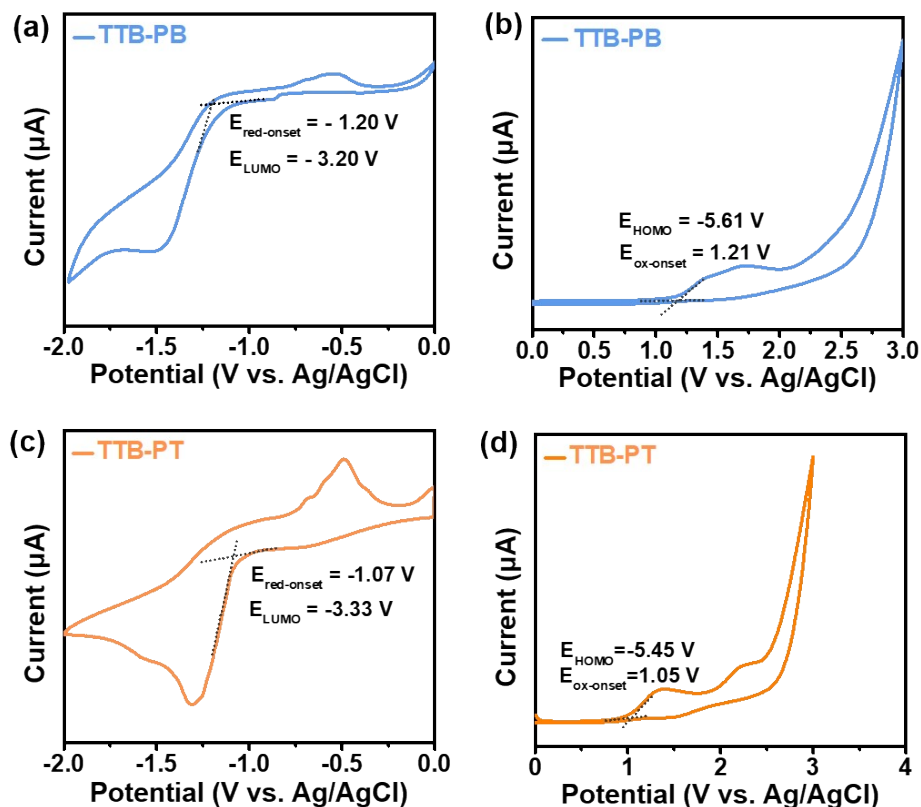 (a)
TTB-PB
E_red-onset = - 1.20 V
E_LUMO = - 3.20 V
Current (μA)
-2.0 -1.5 -1.0 -0.5 0.0
Potential (V vs. Ag/AgCl)
(b)
TTB-PB
E_HOMO = -5.61 V
E_ox-onset = 1.21 V
Current (μA)
0.0 0.5 1.0 1.5 2.0 2.5 3.0
Potential (V vs. Ag/AgCl)
(c)
TTB-PT
E_red-onset = -1.07 V
E_LUMO = -3.33 V
Current (μA)
-2.0 -1.5 -1.0 -0.5 0.0
Potential (V vs. Ag/AgCl)
(d)
TTB-PT
E_HOMO =-5.45 V
E_ox-onset =1.05 V
Current (μA)
0 1 2 3 4
Potential (V vs. Ag/AgCl)